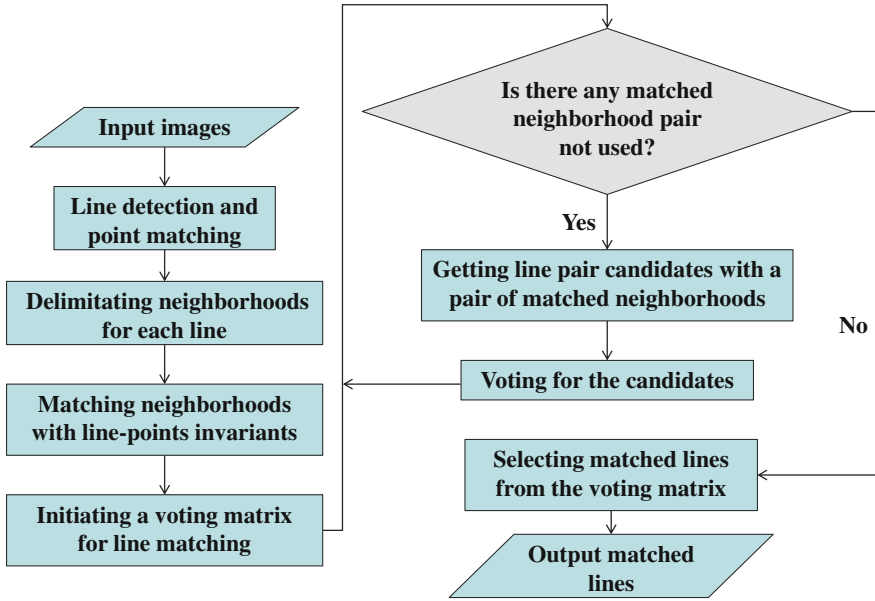 Input images
Line detection and
point matching
Delimitating neighborhoods
for each line
Matching neighborhoods
with line-points invariants
Initiating a voting matrix
for line matching
Is there any matched
neighborhood pair
not used?
Yes
Getting line pair candidates with a
pair of matched neighborhoods
Voting for the candidates
No
Selecting matched lines
from the voting matrix
Output matched
lines